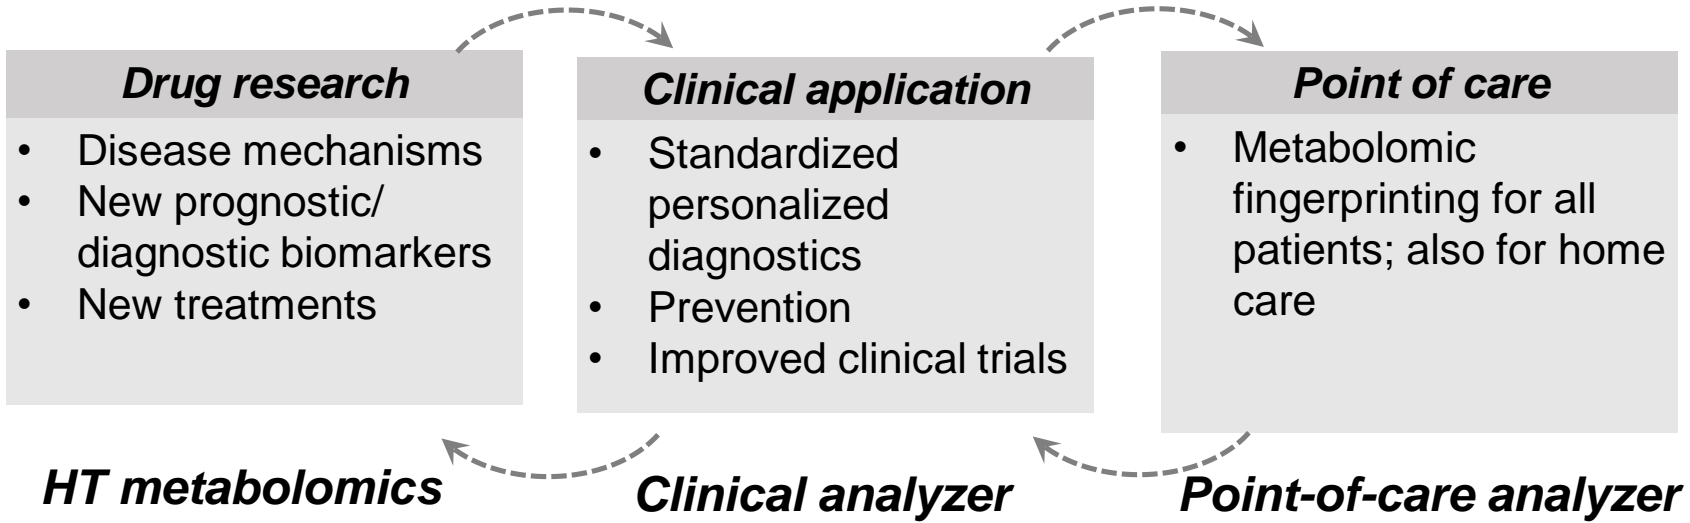 Drug research
• Disease mechanisms
• New prognostic/
diagnostic biomarkers
• New treatments
HT metabolomics
Clinical application
• Standardized
personalized
diagnostics
• Prevention
• Improved clinical trials
Clinical analyzer
Point of care
• Metabolomic
fingerprinting for all
patients; also for home
care
Point-of-care analyzer